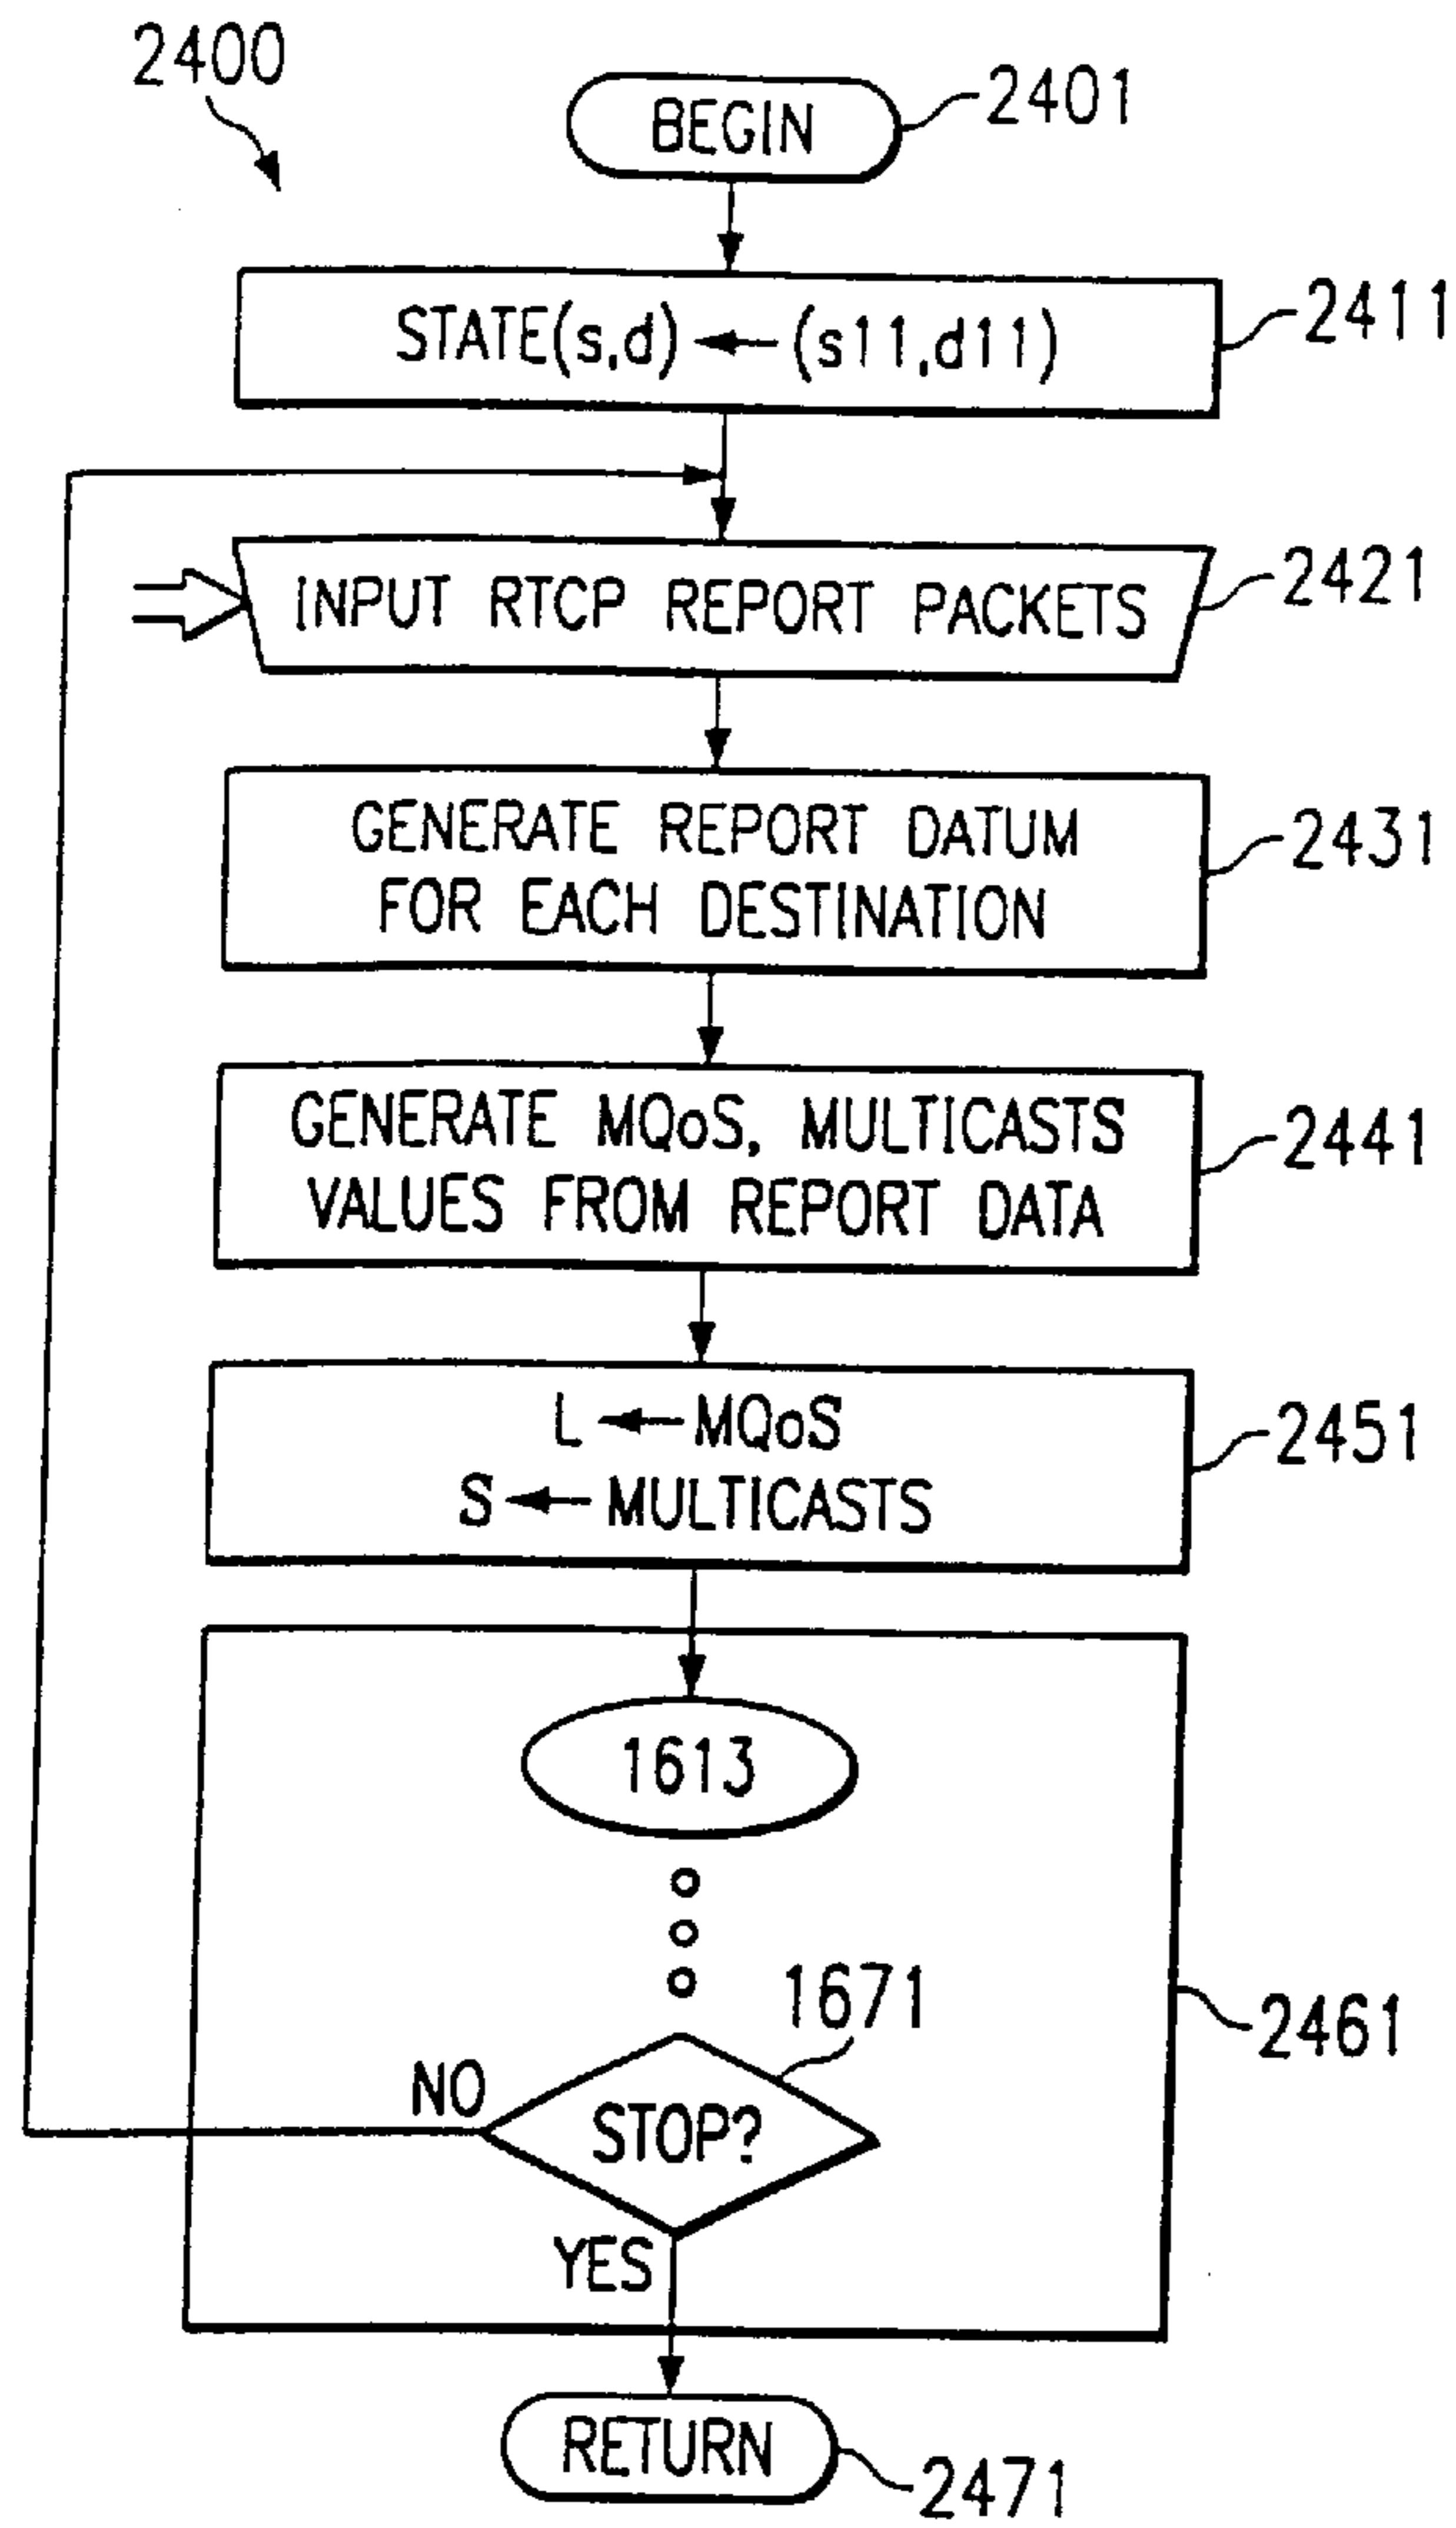 2400
BEGIN
2401
STATE(s,d) ← (s11,d11)
2411
INPUT RTCP REPORT PACKETS
2421
GENERATE REPORT DATUM
FOR EACH DESTINATION
2431
GENERATE MQoS, MULTICASTS
VALUES FROM REPORT DATA
2441
L ← MQoS
S ← MULTICASTS
2451
1613
1671
2461
NO
STOP?
YES
RETURN
2471